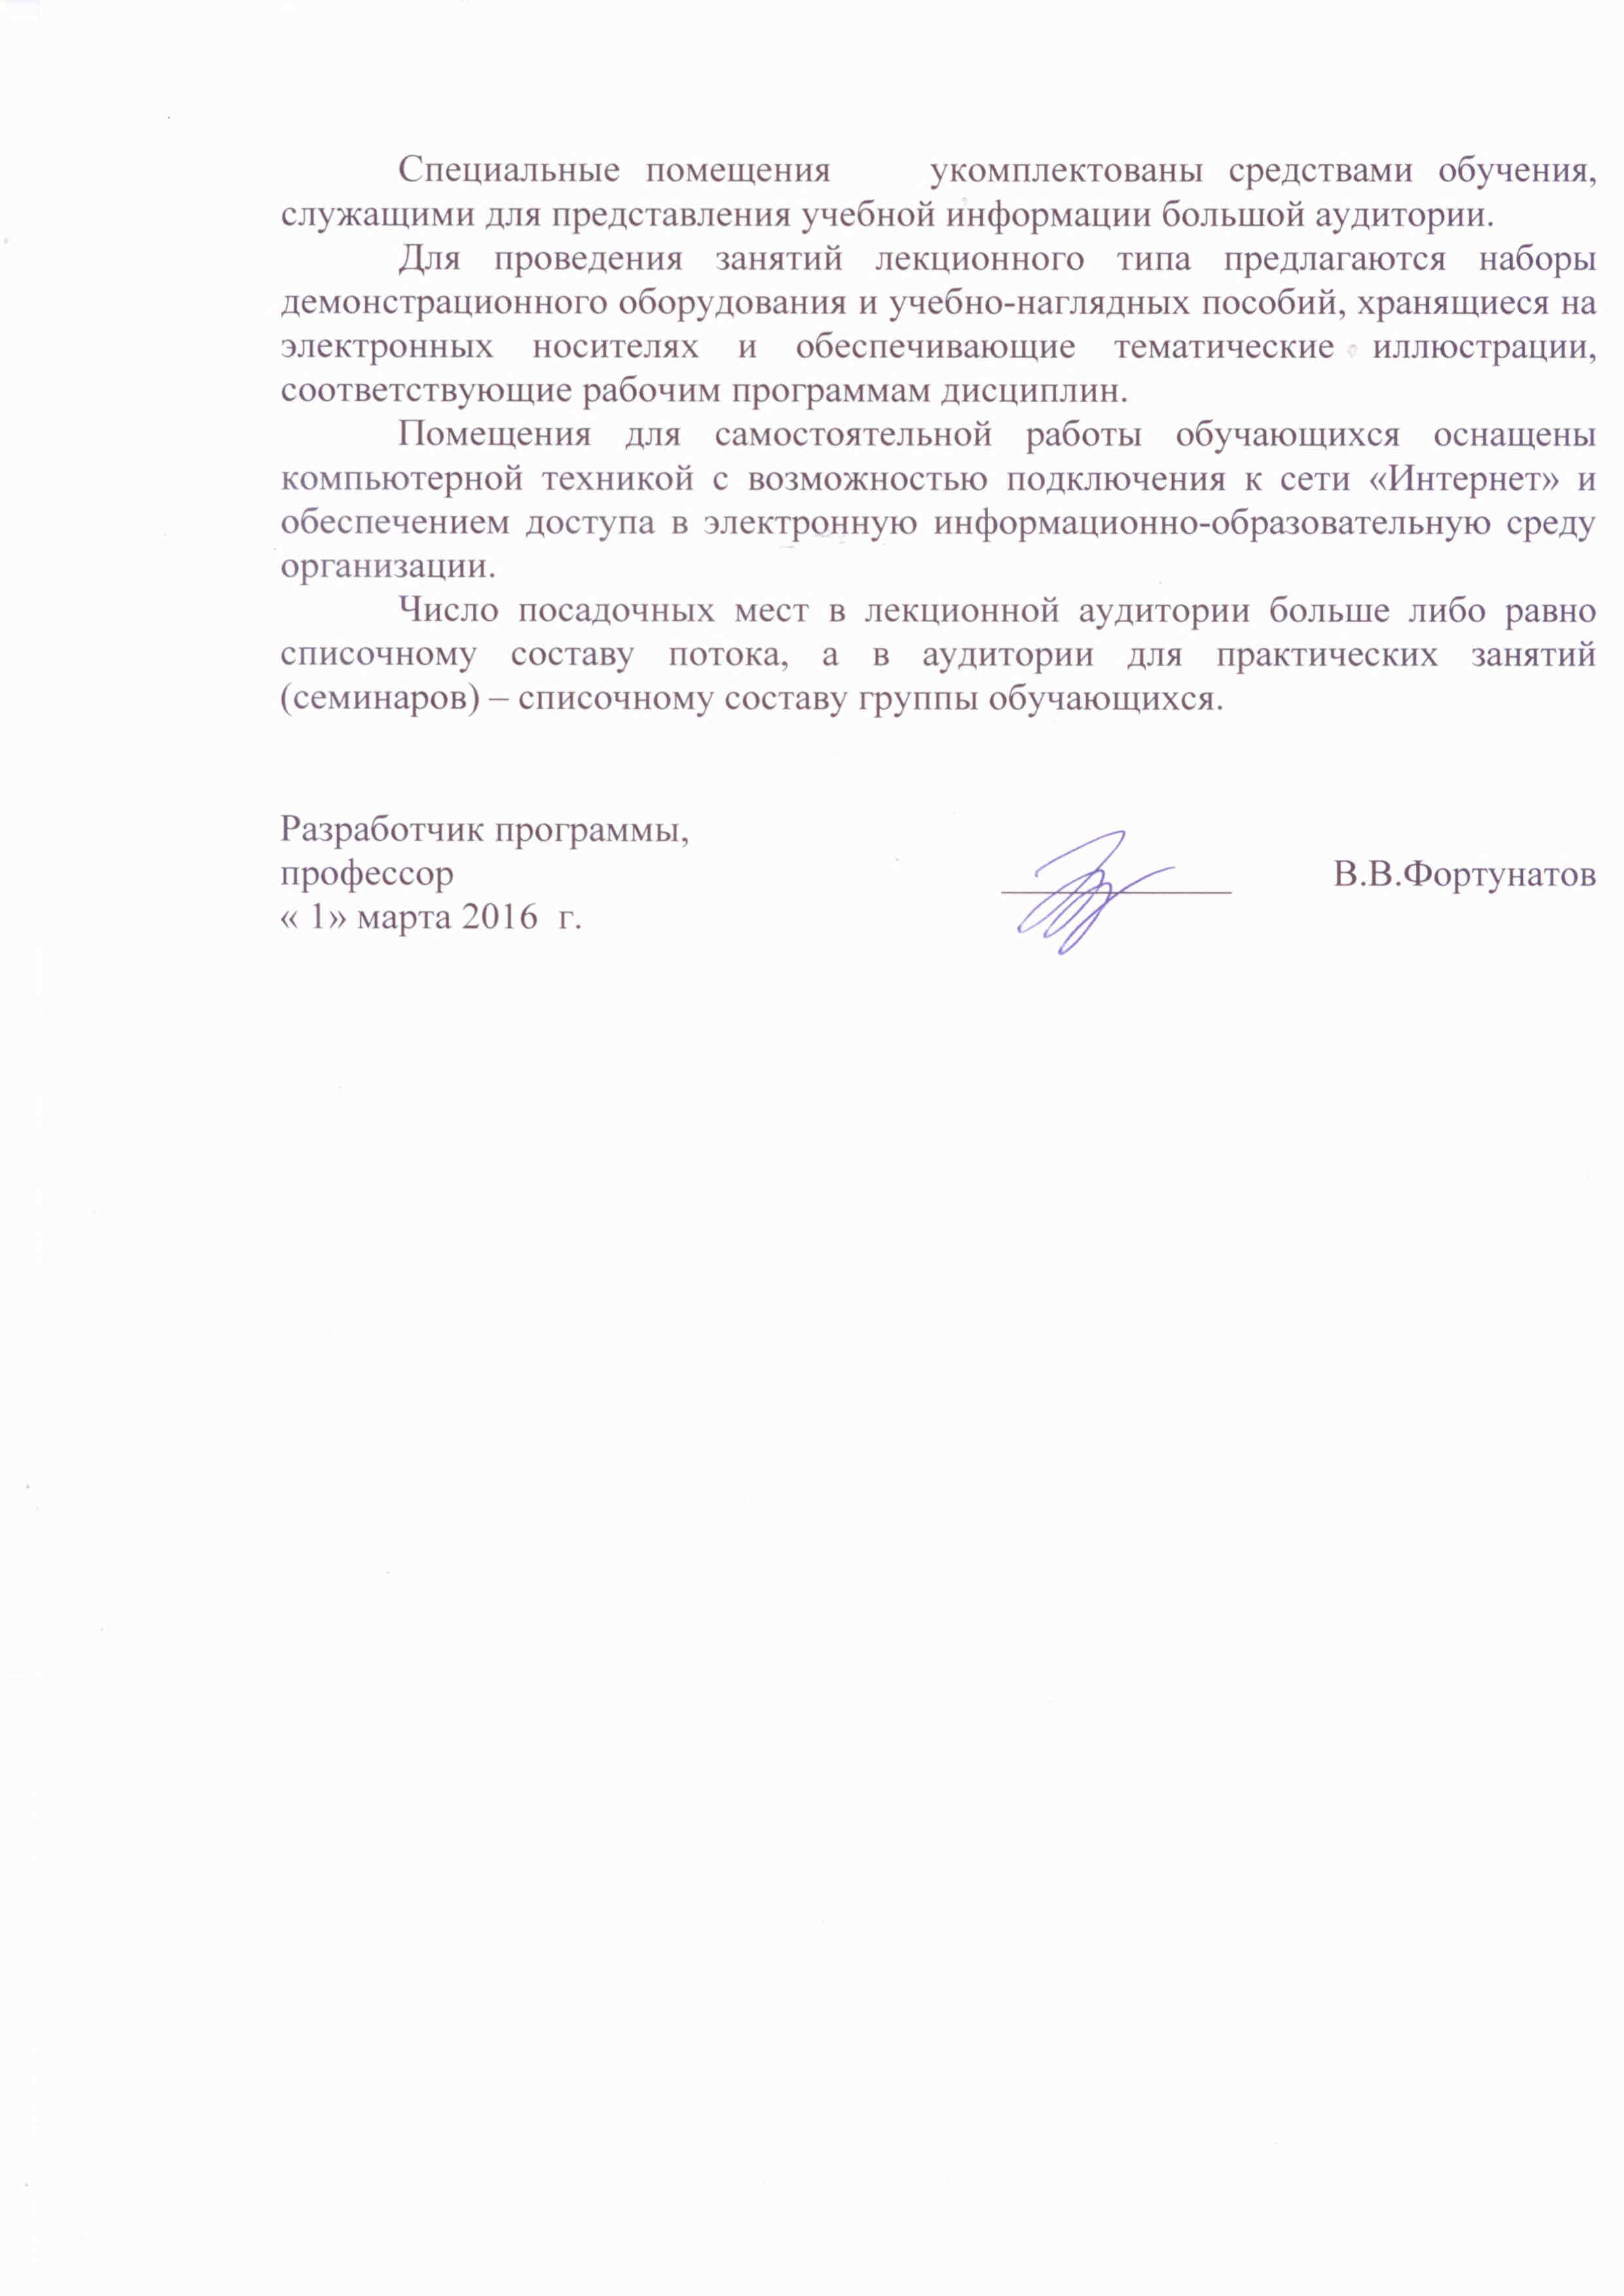 Специальные помещения укомплектованы средствами обучения,
служащими для представления учебной информации большой аудитории.
Для проведения занятий лекционного типа предлагаются наборы
демонстрационного оборудования и учебно-наглядных пособий, хранящиеся на
электронных носителях и обеспечивающие тематические иллюстрации,
соответствующие рабочим программам дисциплин.
Помещения для самостоятельной работы обучающихся оснащены
компьютерной техникой с возможностью подключения к сети «Интернет» и
обеспечением доступа в электронную информационно-образовательную среду
организации.
Число посадочных мест в лекционной аудитории больше либо равно
списочному составу потока, а в аудитории для практических занятий
(семинаров) – списочному составу группы обучающихся.
Разработчик программы,
профессор В.В.Фортунатов
« 1» марта 2016 г.